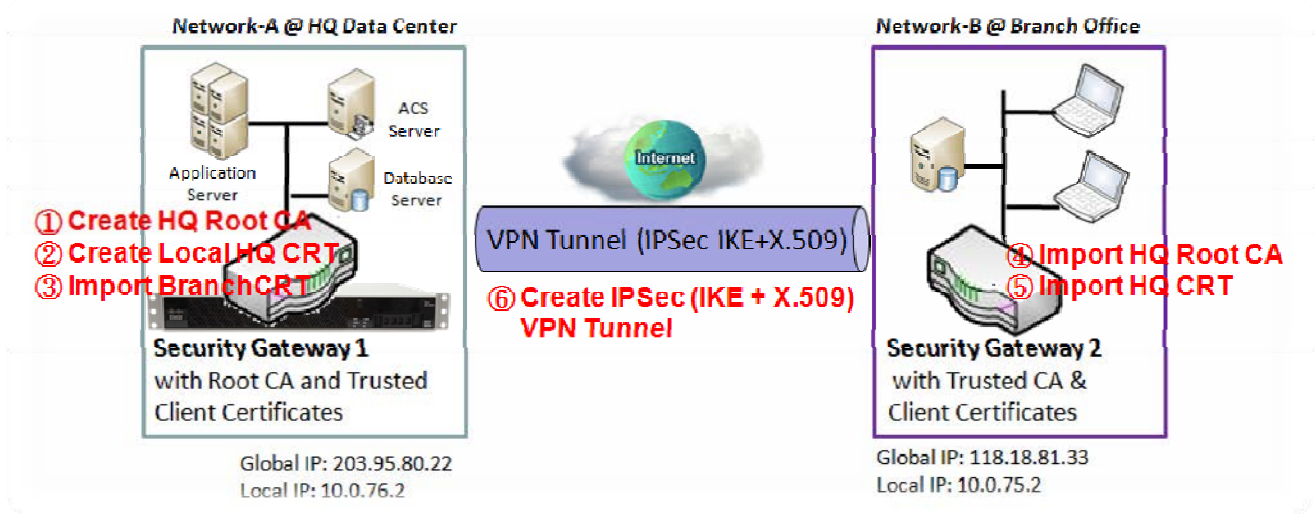 Network-A @ HQ Data Center
ACS
Server
Application
Server
Database
Server
① Create HQ Root CA
② Create Local HQ CRT
③ Import BranchCRT
Security Gateway 1
with Root CA and Trusted
Client Certificates
Global IP: 203.95.80.22
Local IP: 10.0.76.2
Internet
VPN Tunnel (IPSec IKE+X.509)
⑥ Create IPSec (IKE + X.509)
VPN Tunnel
Network-B @ Branch Office
④ Import HQ Root CA
⑤ Import HQ CRT
Security Gateway 2
with Trusted CA &
Client Certificates
Global IP: 118.18.81.33
Local IP: 10.0.75.2